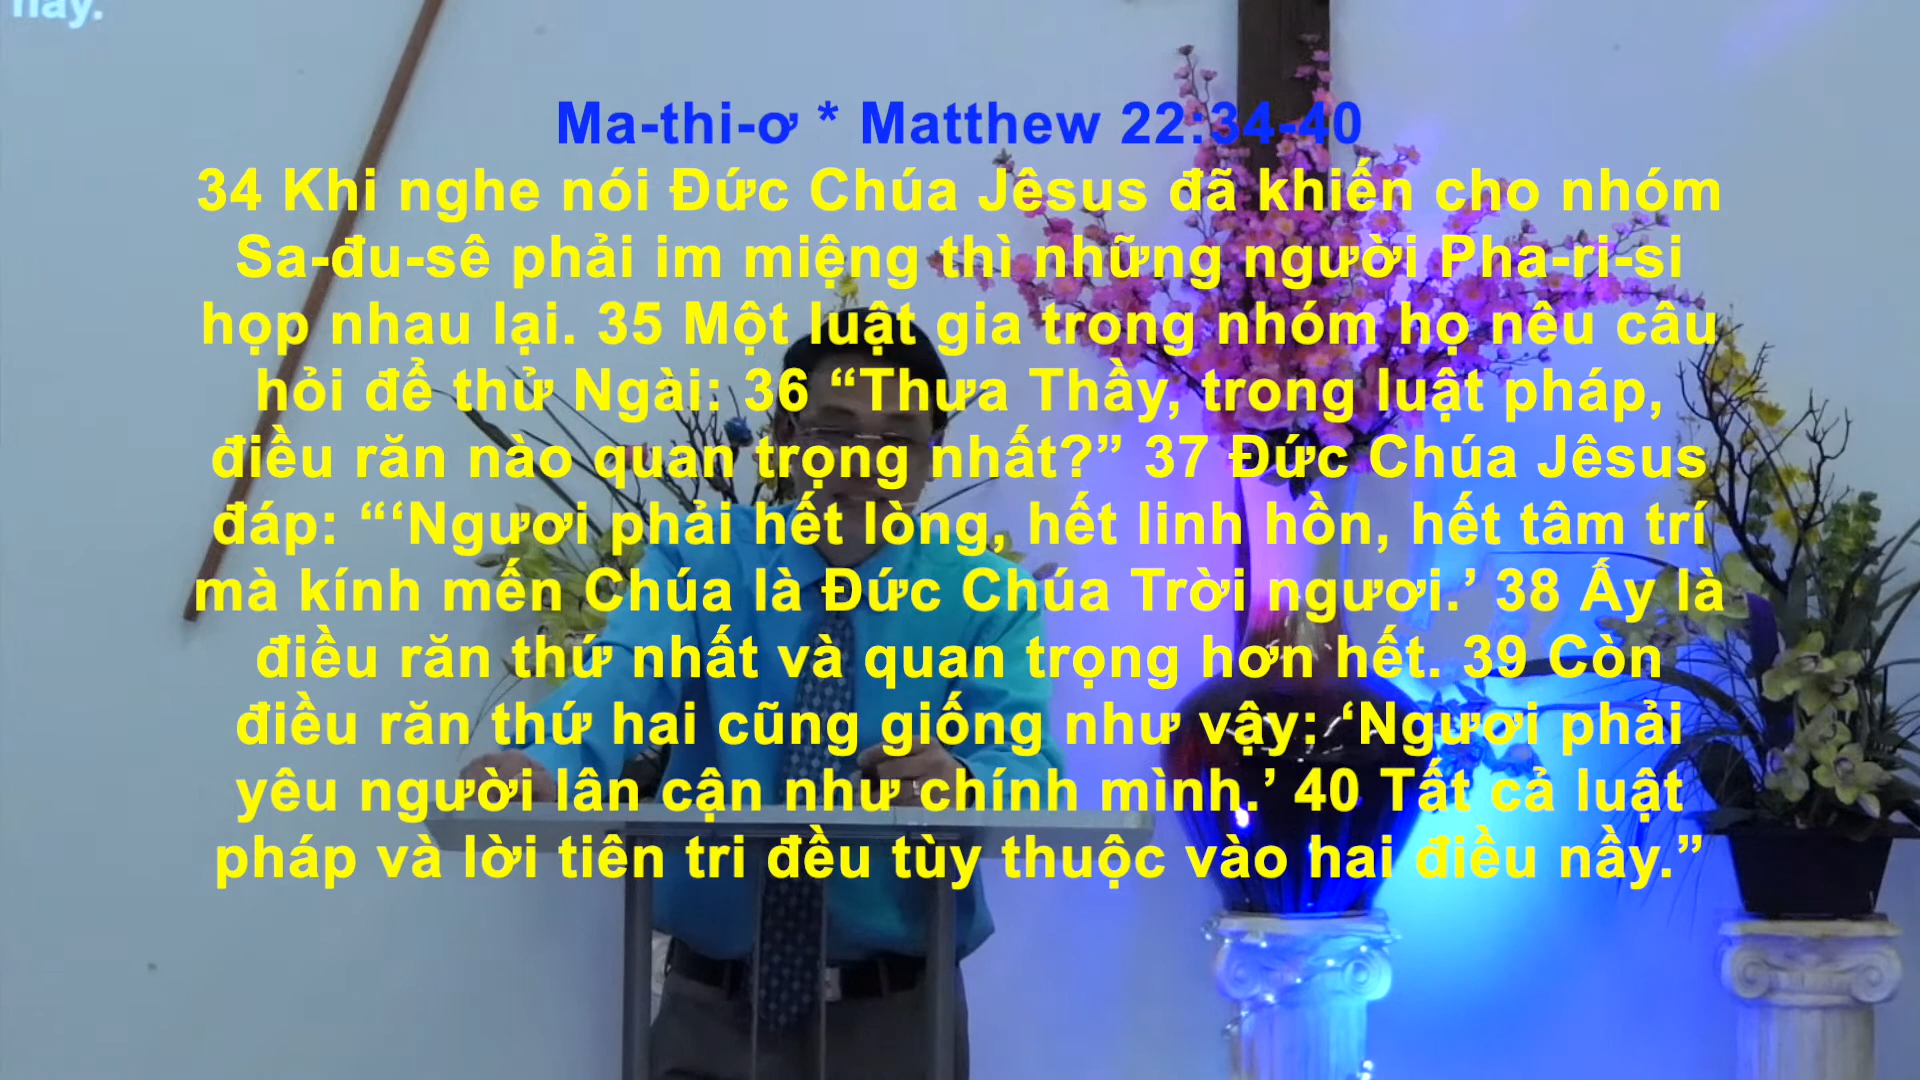 nay.
Ma-thi-ơ * Matthew 22:34-40
34 Khi nghe nói Đức Chúa Jêsus đã khiến cho nhóm
Sa-đu-sê phải im miệng thì những người Pha-ri-si
họp nhau lại. 35 Một luật gia trong nhóm họ nêu câu
hỏi để thử Ngài: 36 “Thưa Thầy, trong luật pháp,
điều răn nào quan trọng nhất?” 37 Đức Chúa Jêsus
đáp: “‘Ngươi phải hết lòng, hết linh hồn, hết tâm trí
mà kính mến Chúa là Đức Chúa Trời ngươi.’ 38 Ấy là
điều răn thứ nhất và quan trọng hơn hết. 39 Còn
điều răn thứ hai cũng giống như vậy: ‘Ngươi phải
yêu người lân cận như chính mình.’ 40 Tất cả luật
pháp và lời tiên tri đều tùy thuộc vào hai điều nầy.”